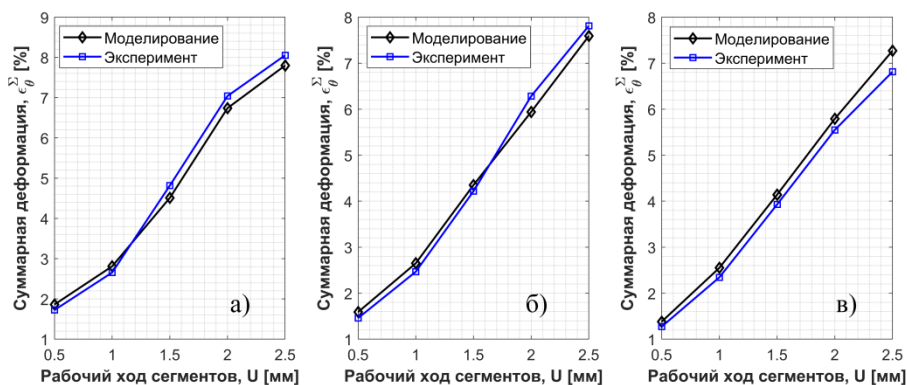 Суммарная деформация, ϵ_θ^Σ [%]
9
8
7
6
5
4
3
2
1
Моделирование
Эксперимент
а)
0.5 1 1.5 2 2.5
Рабочий ход сегментов, U [мм]
Суммарная деформация, ϵ_θ^Σ [%]
8
7
6
5
4
3
2
1
Моделирование
Эксперимент
б)
0.5 1 1.5 2 2.5
Рабочий ход сегментов, U [мм]
Суммарная деформация, ϵ_θ^Σ [%]
8
7
6
5
4
3
2
1
Моделирование
Эксперимент
в)
0.5 1 1.5 2 2.5
Рабочий ход сегментов, U [мм]